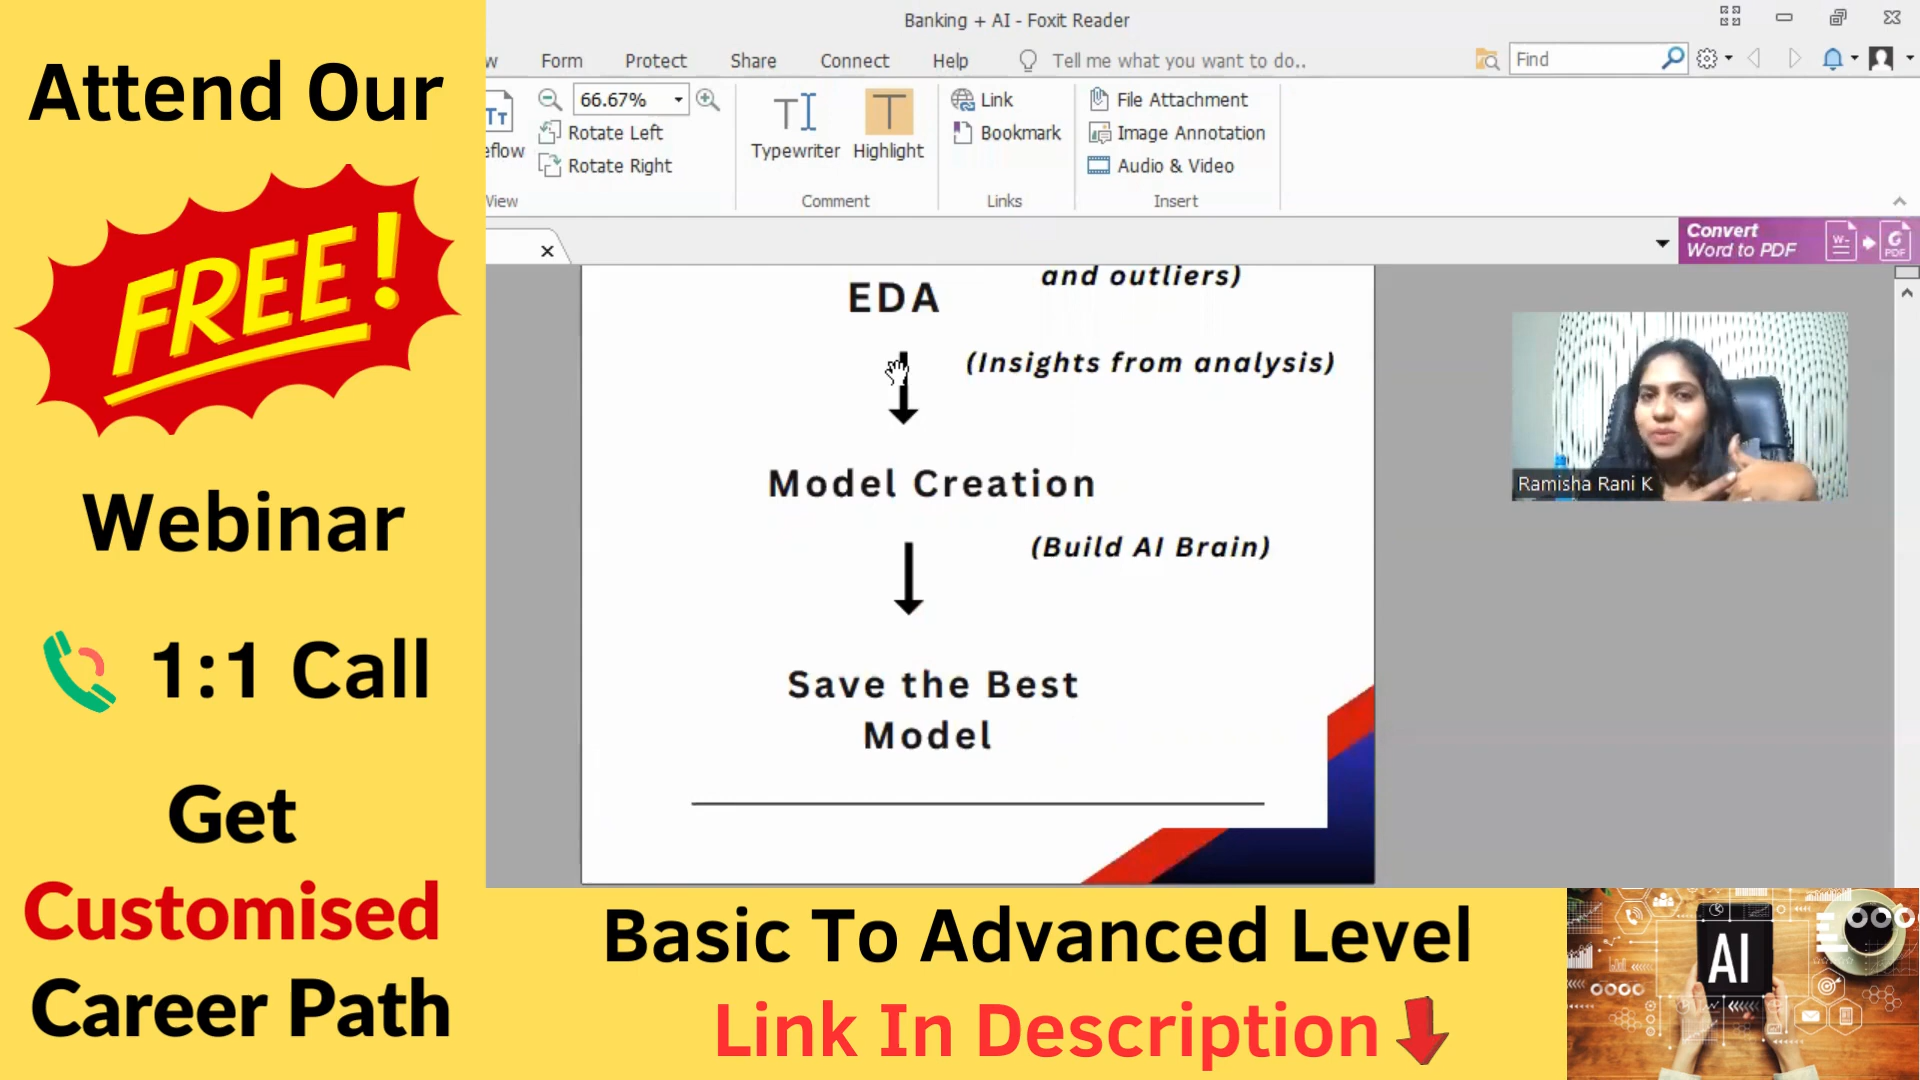 Attend Our
FREE!
Webinar
1:1 Call
Get
Customised
Career Path
Banking + AI - Foxit Reader
w
Form
Protect
Share
Connect
Help
Tell me what you want to do..
Find
eflow
66.67%
Rotate Left
Rotate Right
View
Typewriter
Highlight
Comment
Link
Bookmark
Links
File Attachment
Image Annotation
Audio & Video
Insert
Convert
Word to PDF
PDF
and outliers)
EDA
(Insights from analysis)
Model Creation
(Build AI Brain)
Save the Best
Model
Ramisha Rani K
Basic To Advanced Level
Link In Description
AI